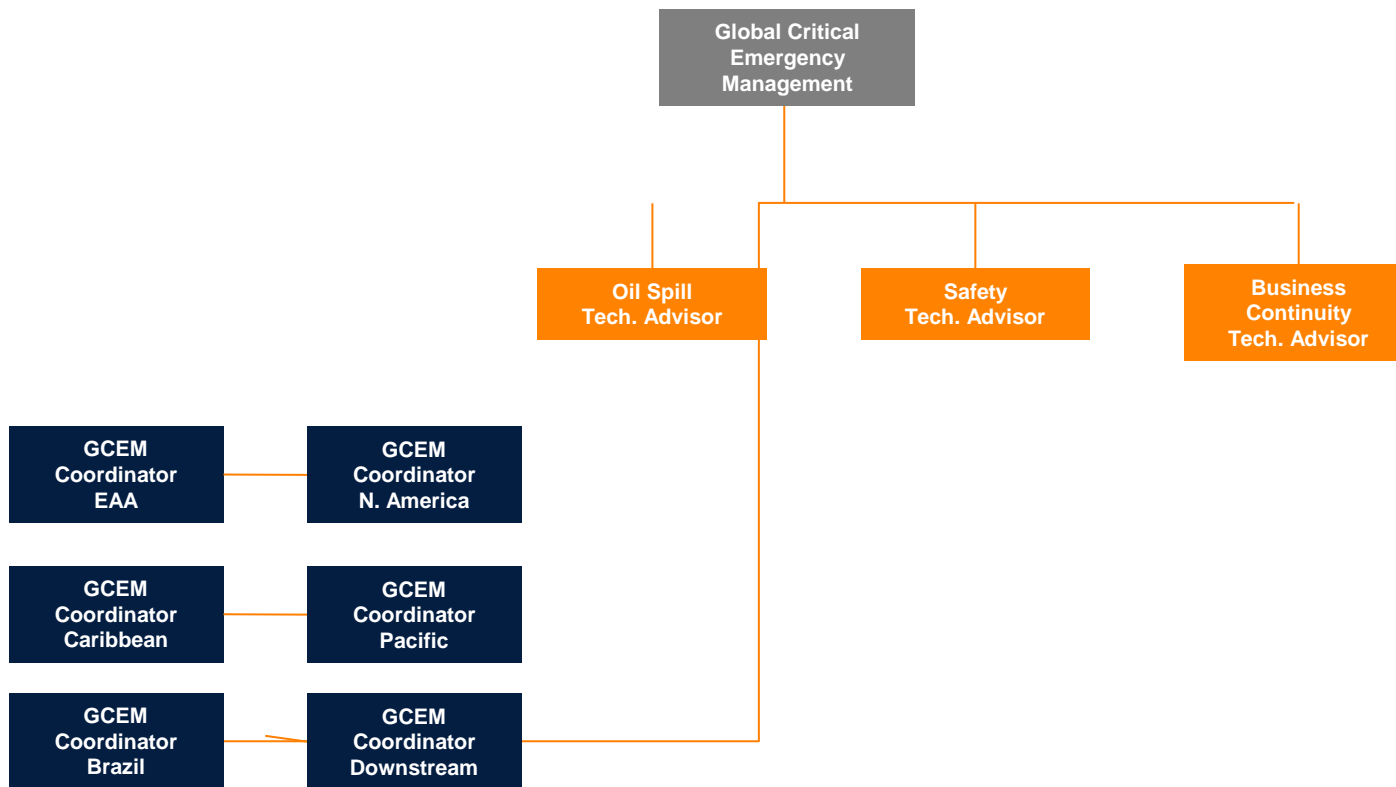 Global Critical
Emergency
Management
Oil Spill
Tech. Advisor
Safety
Tech. Advisor
Business
Continuity
Tech. Advisor
GCEM
Coordinator
EAA
GCEM
Coordinator
N. America
GCEM
Coordinator
Caribbean
GCEM
Coordinator
Pacific
GCEM
Coordinator
Brazil
GCEM
Coordinator
Downstream